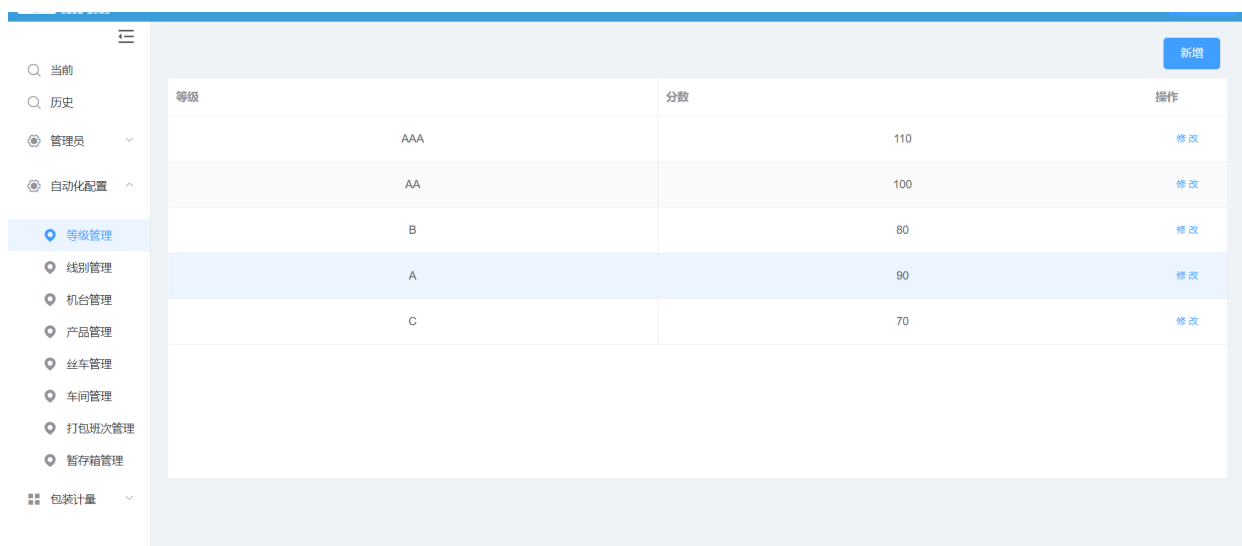 新增
当前
历史
管理员
自动化配置
等级管理
线别管理
机台管理
产品管理
丝车管理
车间管理
打包班次管理
暂存箱管理
包装计量
等级 分数 操作
AAA 110 修改
AA 100 修改
B 80 修改
A 90 修改
C 70 修改